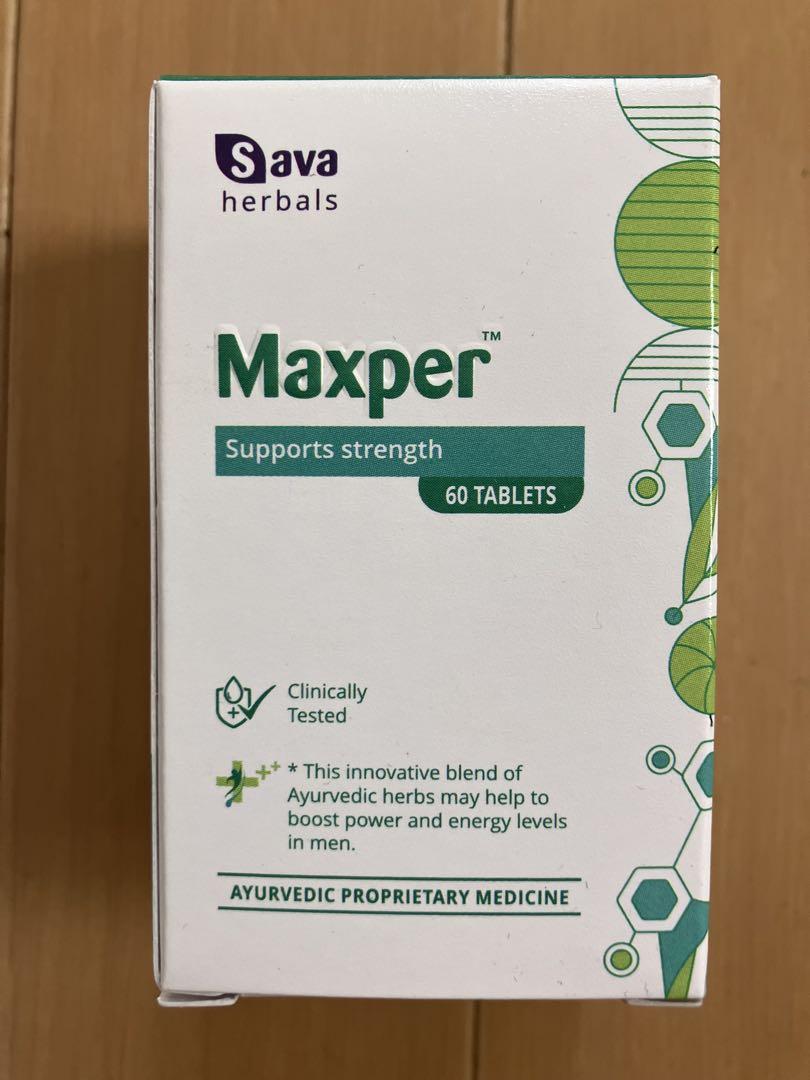 Sava
herbals
Maxper™
Supports strength
60 TABLETS
Clinically
Tested
* This innovative blend of
Ayurvedic herbs may help to
boost power and energy levels
in men.
AYURVEDIC PROPRIETARY MEDICINE